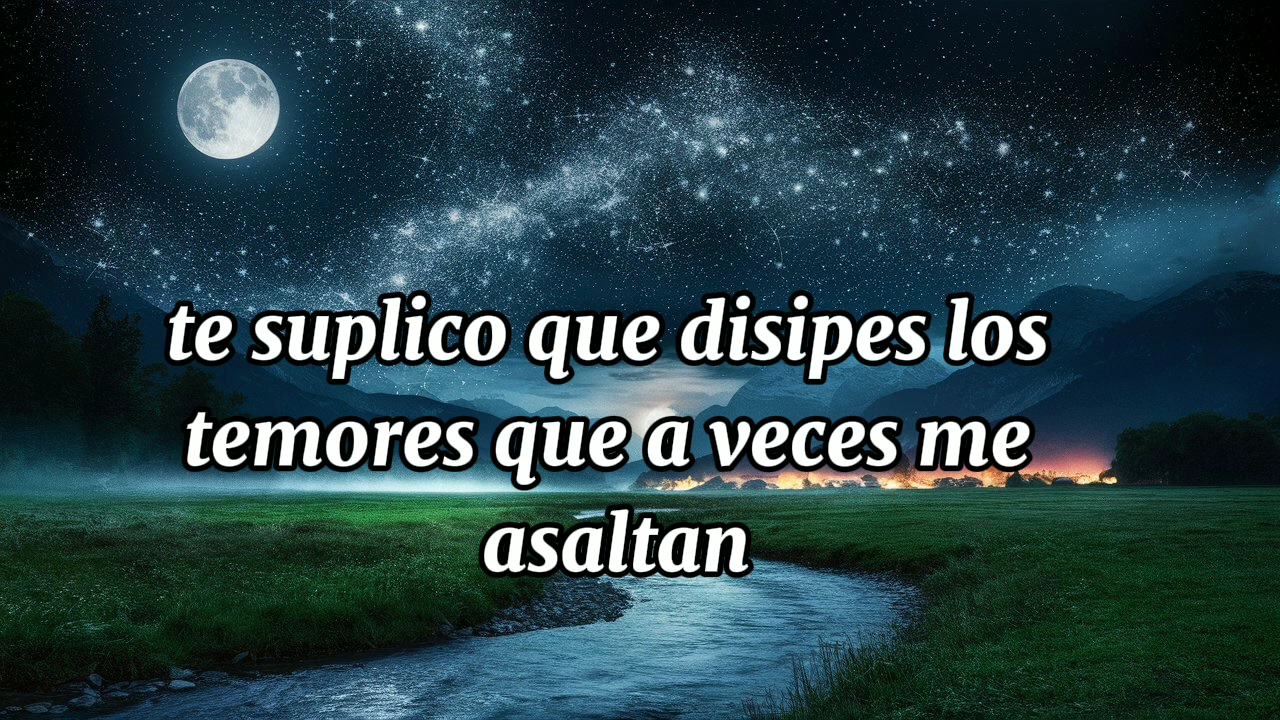 te suplico que disipes los
temores que a veces me
asaltan